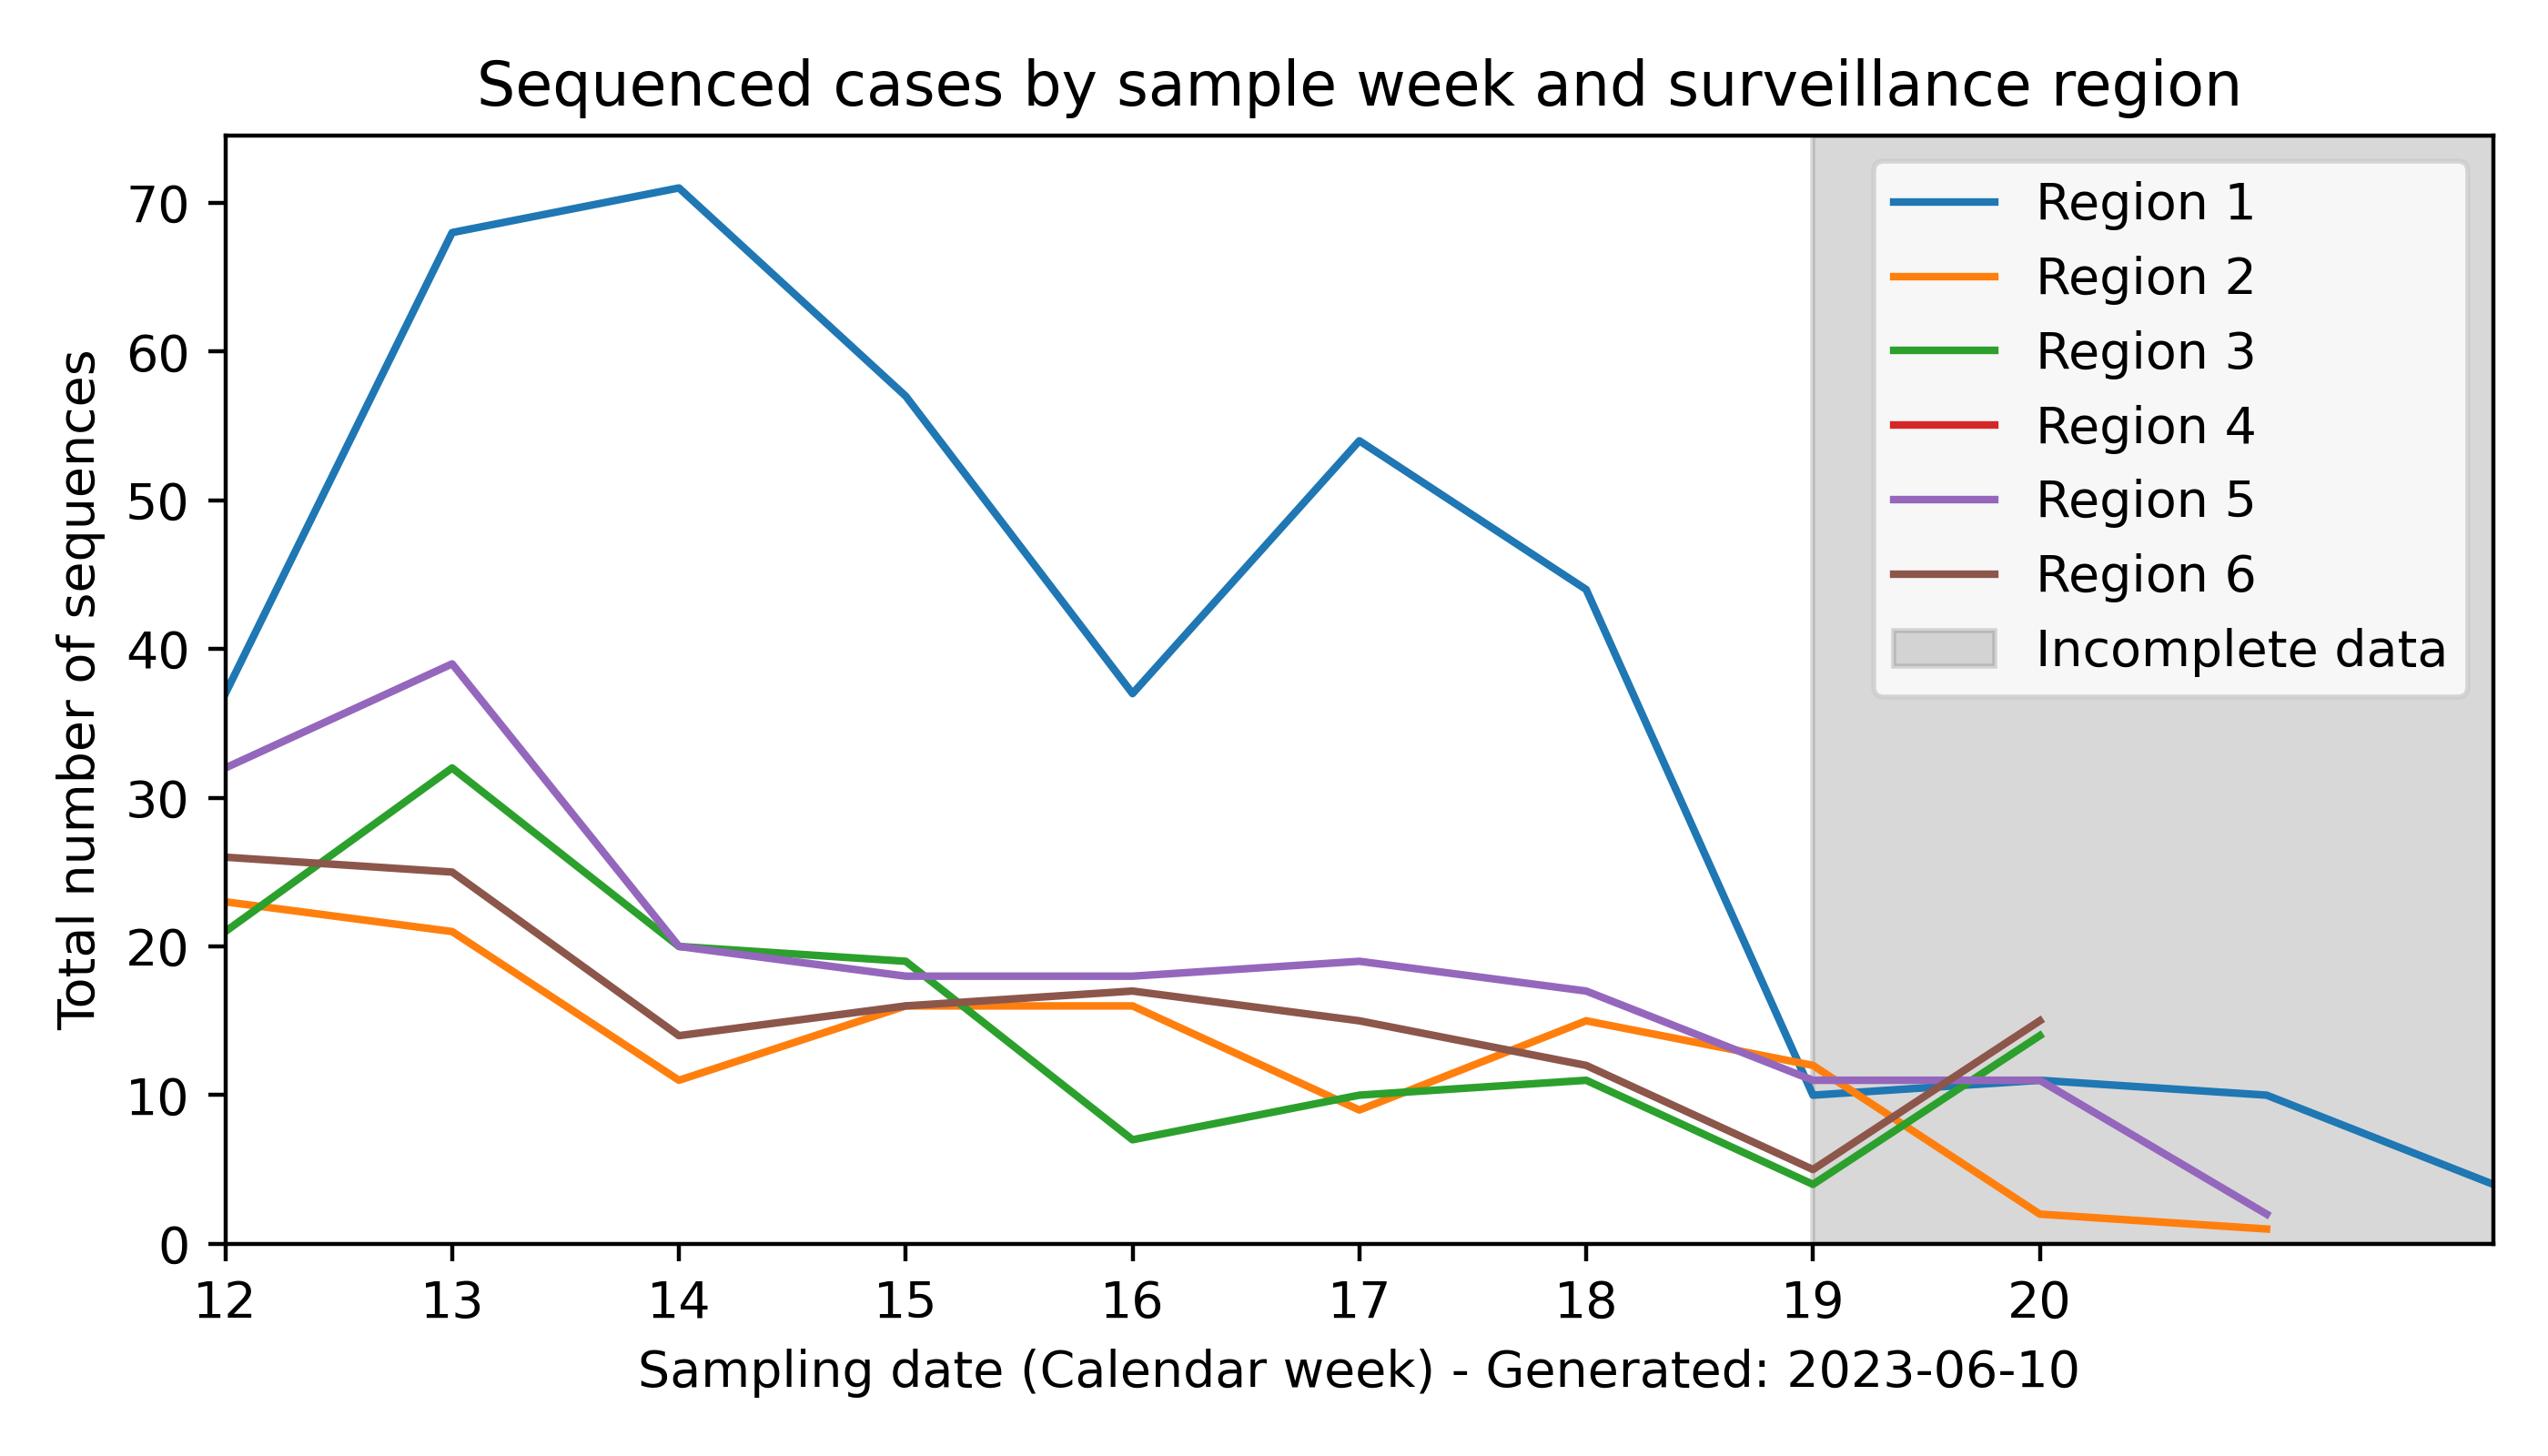 Sequenced cases by sample week and surveillance region
Total number of sequences
70
60
50
40
30
20
10
0
Region 1
Region 2
Region 3
Region 4
Region 5
Region 6
Incomplete data
12 13 14 15 16 17 18 19 20
Sampling date (Calendar week) - Generated: 2023-06-10